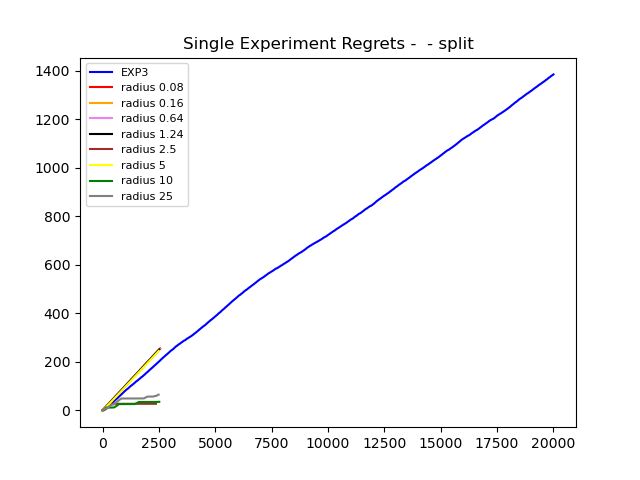 Single Experiment Regrets -  - split
EXP3
radius 0.08
radius 0.16
radius 0.64
radius 1.24
radius 2.5
radius 5
radius 10
radius 25
1400
1200
1000
800
600
400
200
0
0 2500 5000 7500 10000 12500 15000 17500 20000